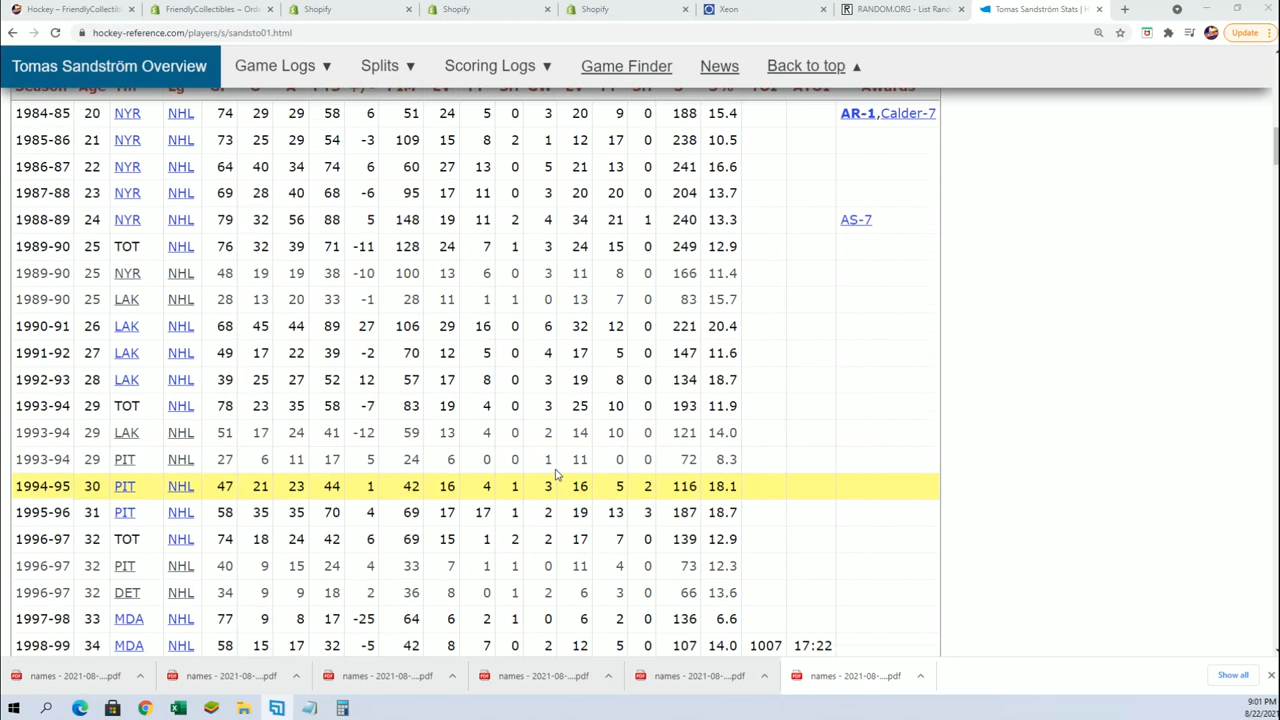 Hockey – FriendlyCollectibl FriendlyCollectibles ~ Ord Shopify Shopify Shopify Xeon RANDOM.ORG - List Rand Tomas Sandström Stats | H
hockey-reference.com/players/s/sandsto01.html Update
Tomas Sandström Overview Game Logs ▼ Splits ▼ Scoring Logs ▼ Game Finder News Back to top ▲
Season Age Tm Lg GP G A PTS +/- PIM EV PP SH GW EV PP SH S S% TOI ATOI Awards
1984-85 20 NYR NHL 74 29 29 58 6 51 24 5 0 3 20 9 0 188 15.4 AR-1,Calder-7
1985-86 21 NYR NHL 73 25 29 54 -3 109 15 8 2 1 12 17 0 238 10.5
1986-87 22 NYR NHL 64 40 34 74 6 60 27 13 0 5 21 13 0 241 16.6
1987-88 23 NYR NHL 69 28 40 68 -6 95 17 11 0 3 20 20 0 204 13.7
1988-89 24 NYR NHL 79 32 56 88 5 148 19 11 2 4 34 21 1 240 13.3 AS-7
1989-90 25 TOT NHL 76 32 39 71 -11 128 24 7 1 3 24 15 0 249 12.9
1989-90 25 NYR NHL 48 19 19 38 -10 100 13 6 0 3 11 8 0 166 11.4
1989-90 25 LAK NHL 28 13 20 33 -1 28 11 1 1 0 13 7 0 83 15.7
1990-91 26 LAK NHL 68 45 44 89 27 106 29 16 0 6 32 12 0 221 20.4
1991-92 27 LAK NHL 49 17 22 39 -2 70 12 5 0 4 17 5 0 147 11.6
1992-93 28 LAK NHL 39 25 27 52 12 57 17 8 0 3 19 8 0 134 18.7
1993-94 29 TOT NHL 78 23 35 58 -7 83 19 4 0 3 25 10 0 193 11.9
1993-94 29 LAK NHL 51 17 24 41 -12 59 13 4 0 2 14 10 0 121 14.0
1993-94 29 PIT NHL 27 6 11 17 5 24 6 0 0 1 11 0 0 72 8.3
1994-95 30 PIT NHL 47 21 23 44 1 42 16 4 1 3 16 5 2 116 18.1
1995-96 31 PIT NHL 58 35 35 70 4 69 17 17 1 2 19 13 3 187 18.7
1996-97 32 TOT NHL 74 18 24 42 6 69 15 1 2 2 17 7 0 139 12.9
1996-97 32 PIT NHL 40 9 15 24 4 33 7 1 1 0 11 4 0 73 12.3
1996-97 32 DET NHL 34 9 9 18 2 36 8 0 1 2 6 3 0 66 13.6
1997-98 33 MDA NHL 77 9 8 17 -25 64 6 2 1 0 6 2 0 136 6.6
1998-99 34 MDA NHL 58 15 17 32 -5 42 8 7 0 2 12 5 0 107 14.0 1007 17:22
names - 2021-08-....pdf names - 2021-08-....pdf names - 2021-08-....pdf names - 2021-08-....pdf names - 2021-08-....pdf names - 2021-08-....pdf Show all
9:01 PM
8/22/2021